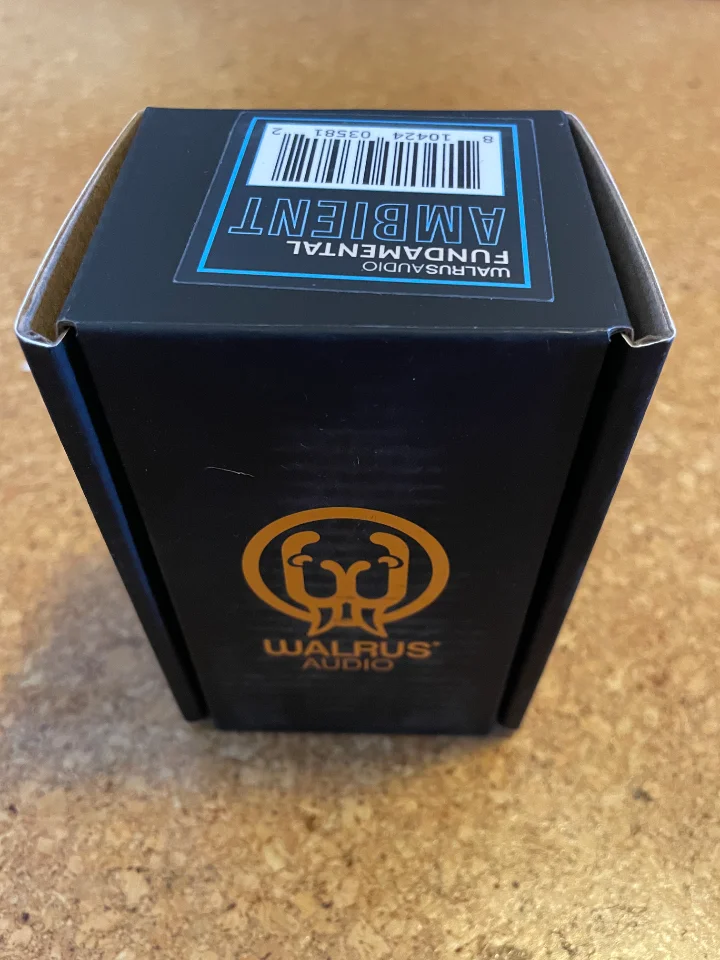 WALRUSAUDIO
FUNDAMENTAL
AMBIENT
8 10424 03581 2
WALRUS
AUDIO